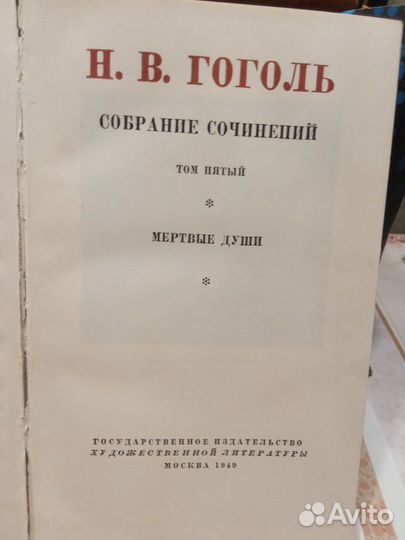 Н. В. ГОГОЛЬ
СОБРАНИЕ СОЧИНЕНИЙ
ТОМ ПЯТЫЙ
*
МЕРТВЫЕ ДУШИ
*
ГОСУДАРСТВЕННОЕ ИЗДАТЕЛЬСТВО
ХУДОЖЕСТВЕННОЙ ЛИТЕРАТУРЫ
МОСКВА 1949
Avito